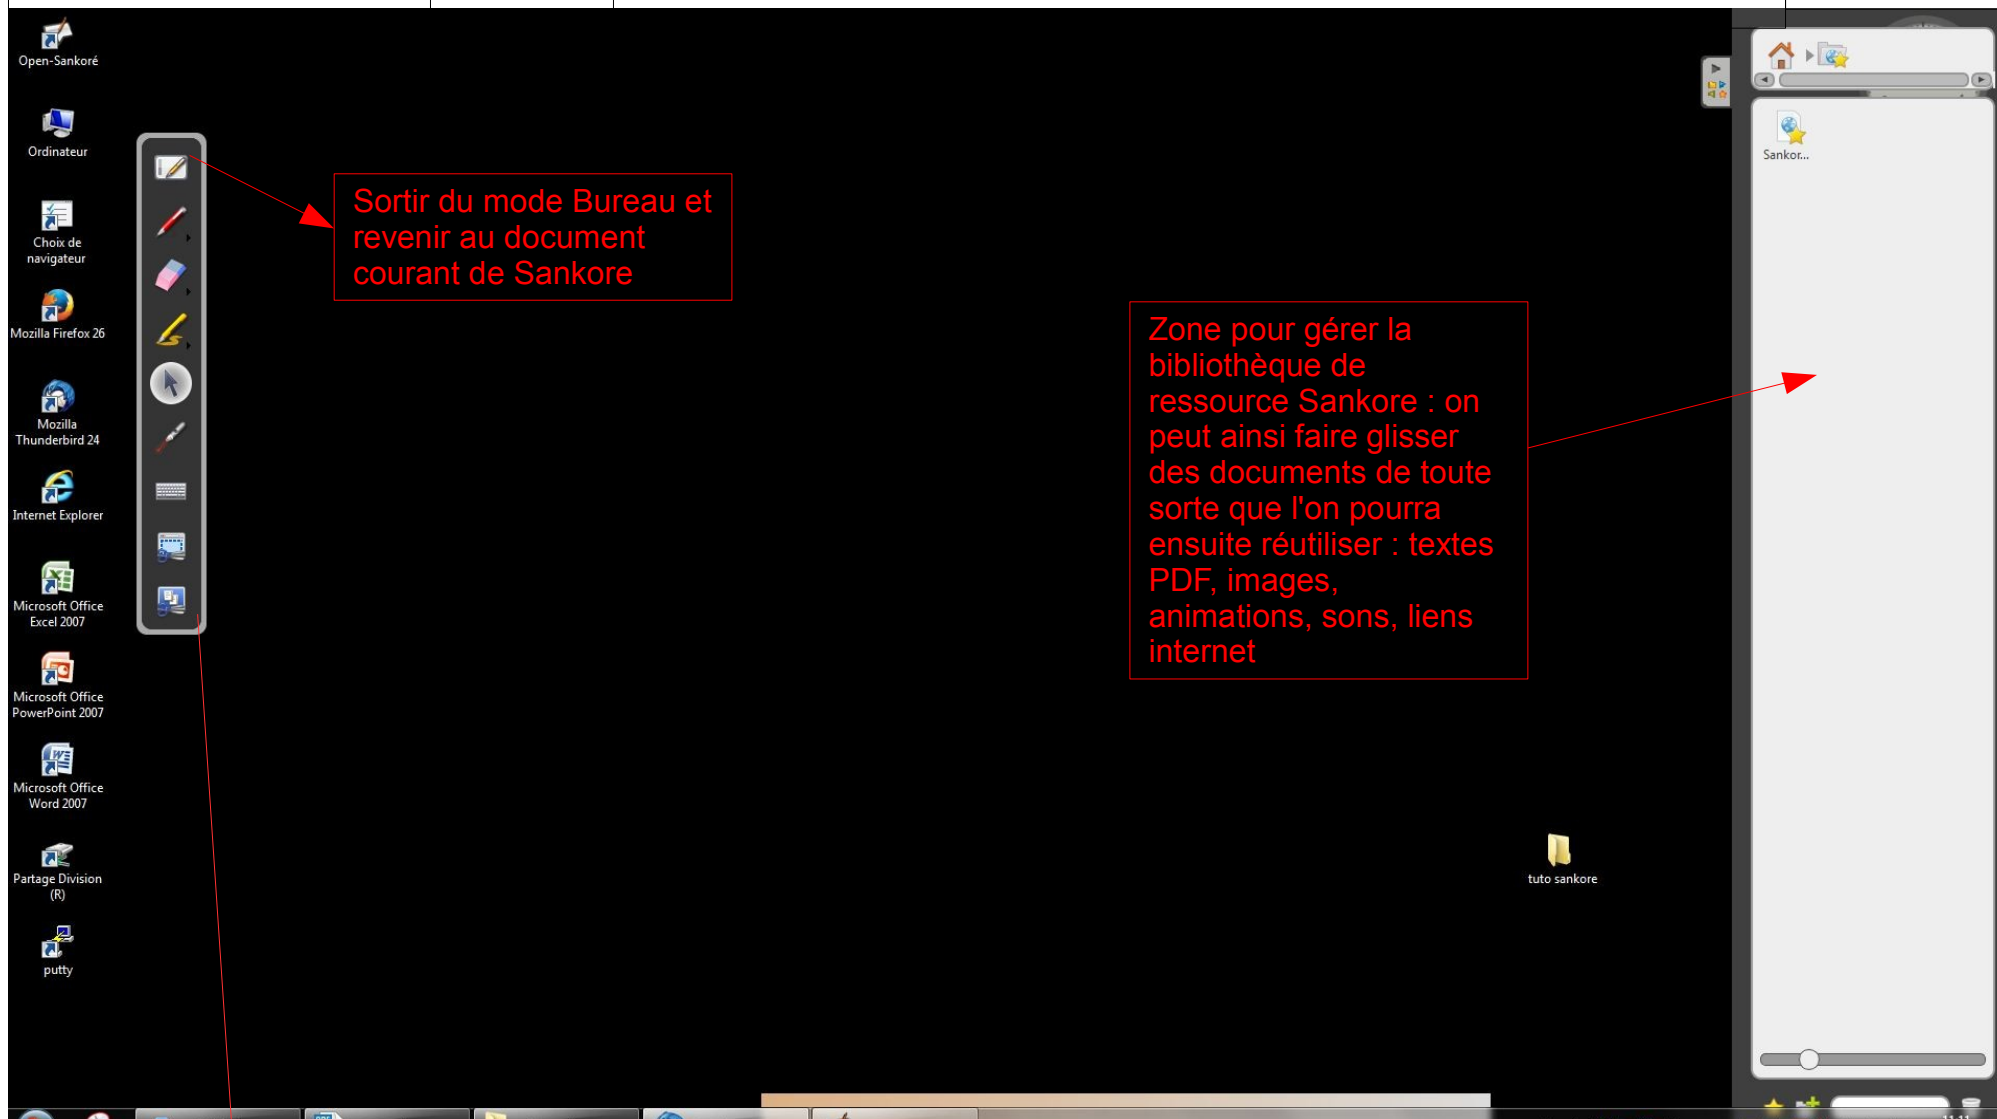 Open-Sankoré
Ordinateur
Choix de
navigateur
Mozilla Firefox 26
Mozilla
Thunderbird 24
Internet Explorer
Microsoft Office
Excel 2007
Microsoft Office
PowerPoint 2007
Microsoft Office
Word 2007
Partage Division
(R)
putty
Sortir du mode Bureau et
revenir au document
courant de Sankore
Zone pour gérer la
bibliothèque de
ressource Sankore : on
peut ainsi faire glisser
des documents de toute
sorte que l'on pourra
ensuite réutiliser : textes
PDF, images,
animations, sons, liens
internet
tuto sankore
Sankor...